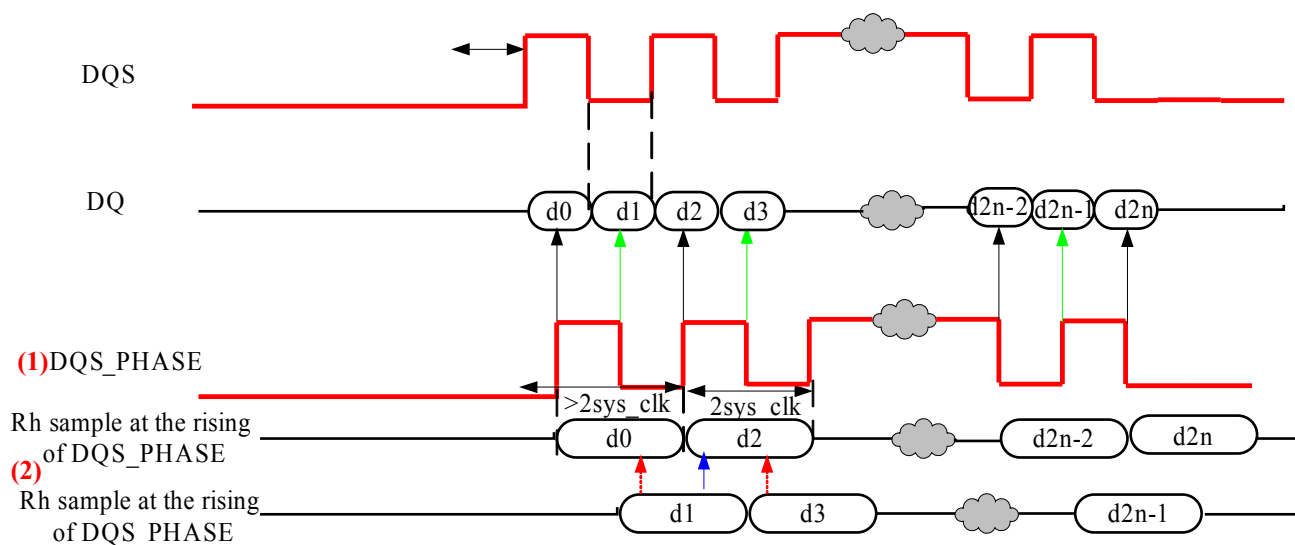 DQS
DQ
d0 d1 d2 d3 d2n-2 d2n-1 d2n
(1)DQS_PHASE
>2sys_clk 2sys_clk
Rh sample at the rising
of DQS_PHASE
d0 d2 d2n-2 d2n
(2)
Rh sample at the rising
of DQS_PHASE
d1 d3 d2n-1